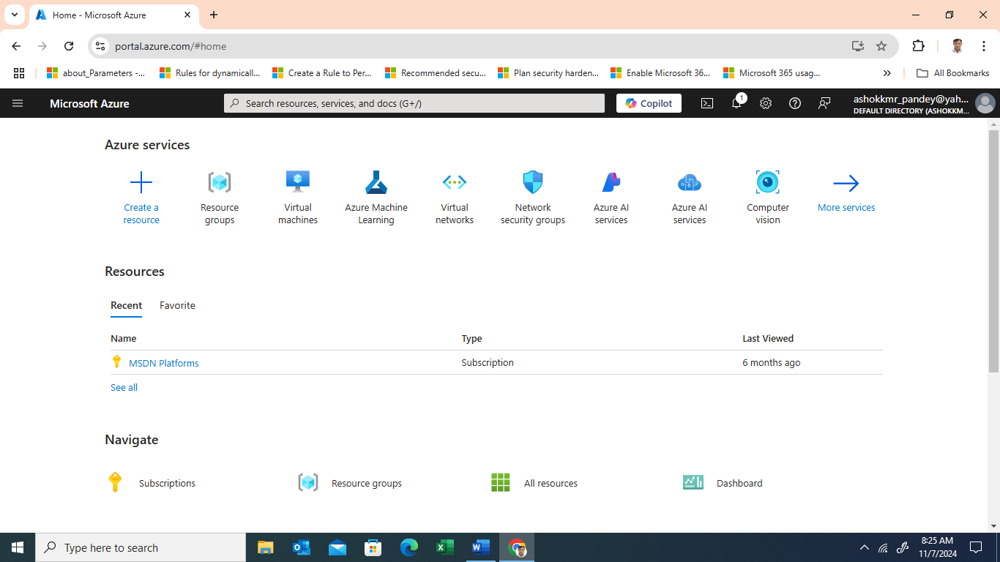 Home - Microsoft Azure
portal.azure.com/#home
about_Parameters -...
Rules for dynamicall...
Create a Rule to Per...
Recommended secu...
Plan security harden...
Enable Microsoft 36...
Microsoft 365 usag...
All Bookmarks
Microsoft Azure
Search resources, services, and docs (G+/)
Copilot
1
ashokkmr_pandey@yah...
DEFAULT DIRECTORY (ASHOKKM...
Azure services
Create a
resource
Resource
groups
Virtual
machines
Azure Machine
Learning
Virtual
networks
Network
security groups
Azure AI
services
Azure AI
services
Computer
vision
More services
Resources
Recent
Favorite
Name
Type
Last Viewed
MSDN Platforms
Subscription
6 months ago
See all
Navigate
Subscriptions
Resource groups
All resources
Dashboard
Type here to search
8:25 AM
11/7/2024